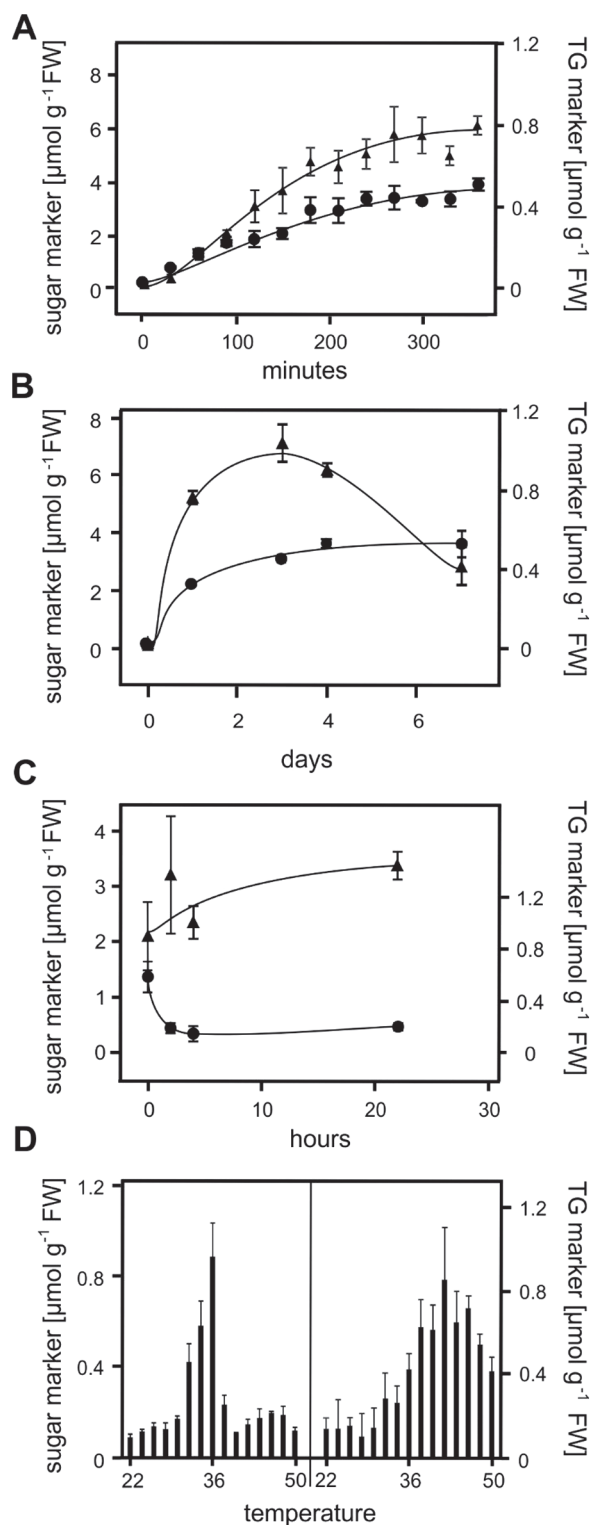 A
sugar marker [µmol g⁻¹ FW]
8
6
4
2
0
TG marker [µmol g⁻¹ FW]
1.2
0.8
0.4
0
0 100 200 300
minutes
B
sugar marker [µmol g⁻¹ FW]
8
6
4
2
0
TG marker [µmol g⁻¹ FW]
1.2
0.8
0.4
0
0 2 4 6
days
C
sugar marker [µmol g⁻¹ FW]
4
3
2
1
0
TG marker [µmol g⁻¹ FW]
1.2
0.8
0.4
0
0 10 20 30
hours
D
sugar marker [µmol g⁻¹ FW]
1.2
0.8
0.4
0
TG marker [µmol g⁻¹ FW]
1.2
0.8
0.4
0
22 36 50 22 36 50
temperature